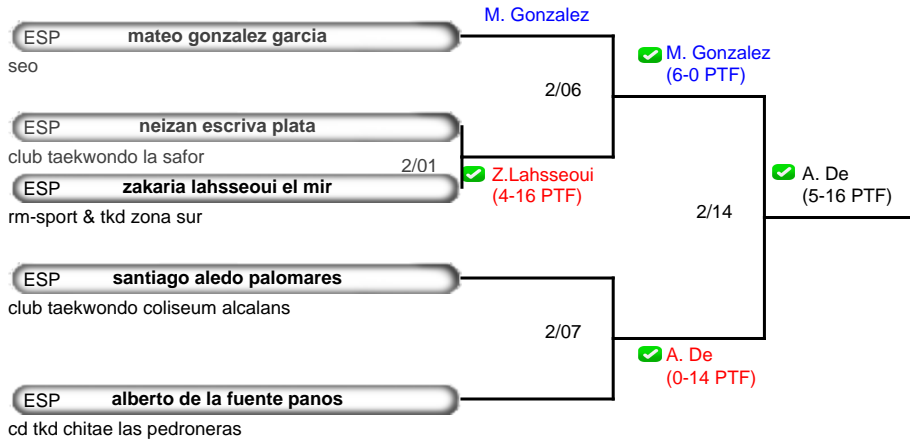 M. Gonzalez
ESP mateo gonzalez garcia
seo
M. Gonzalez
(6-0 PTF)
2/06
ESP neizan escriva plata
club taekwondo la safor
2/01
Z.Lahsseoui
(4-16 PTF)
ESP zakaria lahsseoui el mir
rm-sport & tkd zona sur
A. De
(5-16 PTF)
2/14
ESP santiago aledo palomares
club taekwondo coliseum alcalans
2/07
A. De
(0-14 PTF)
ESP alberto de la fuente panos
cd tkd chitae las pedroneras